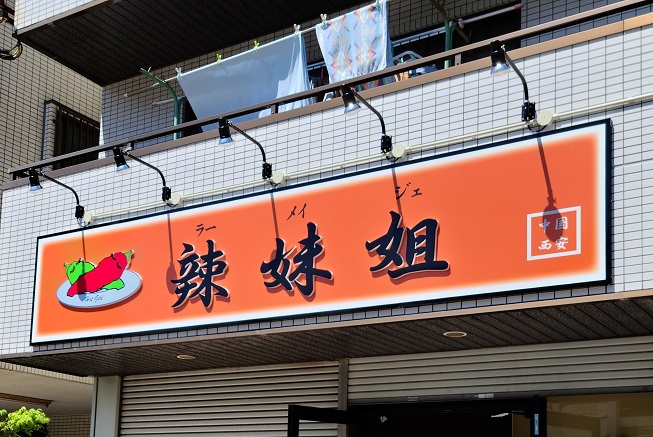 ラー メイ ジェ
辣妹姐
中国
西安